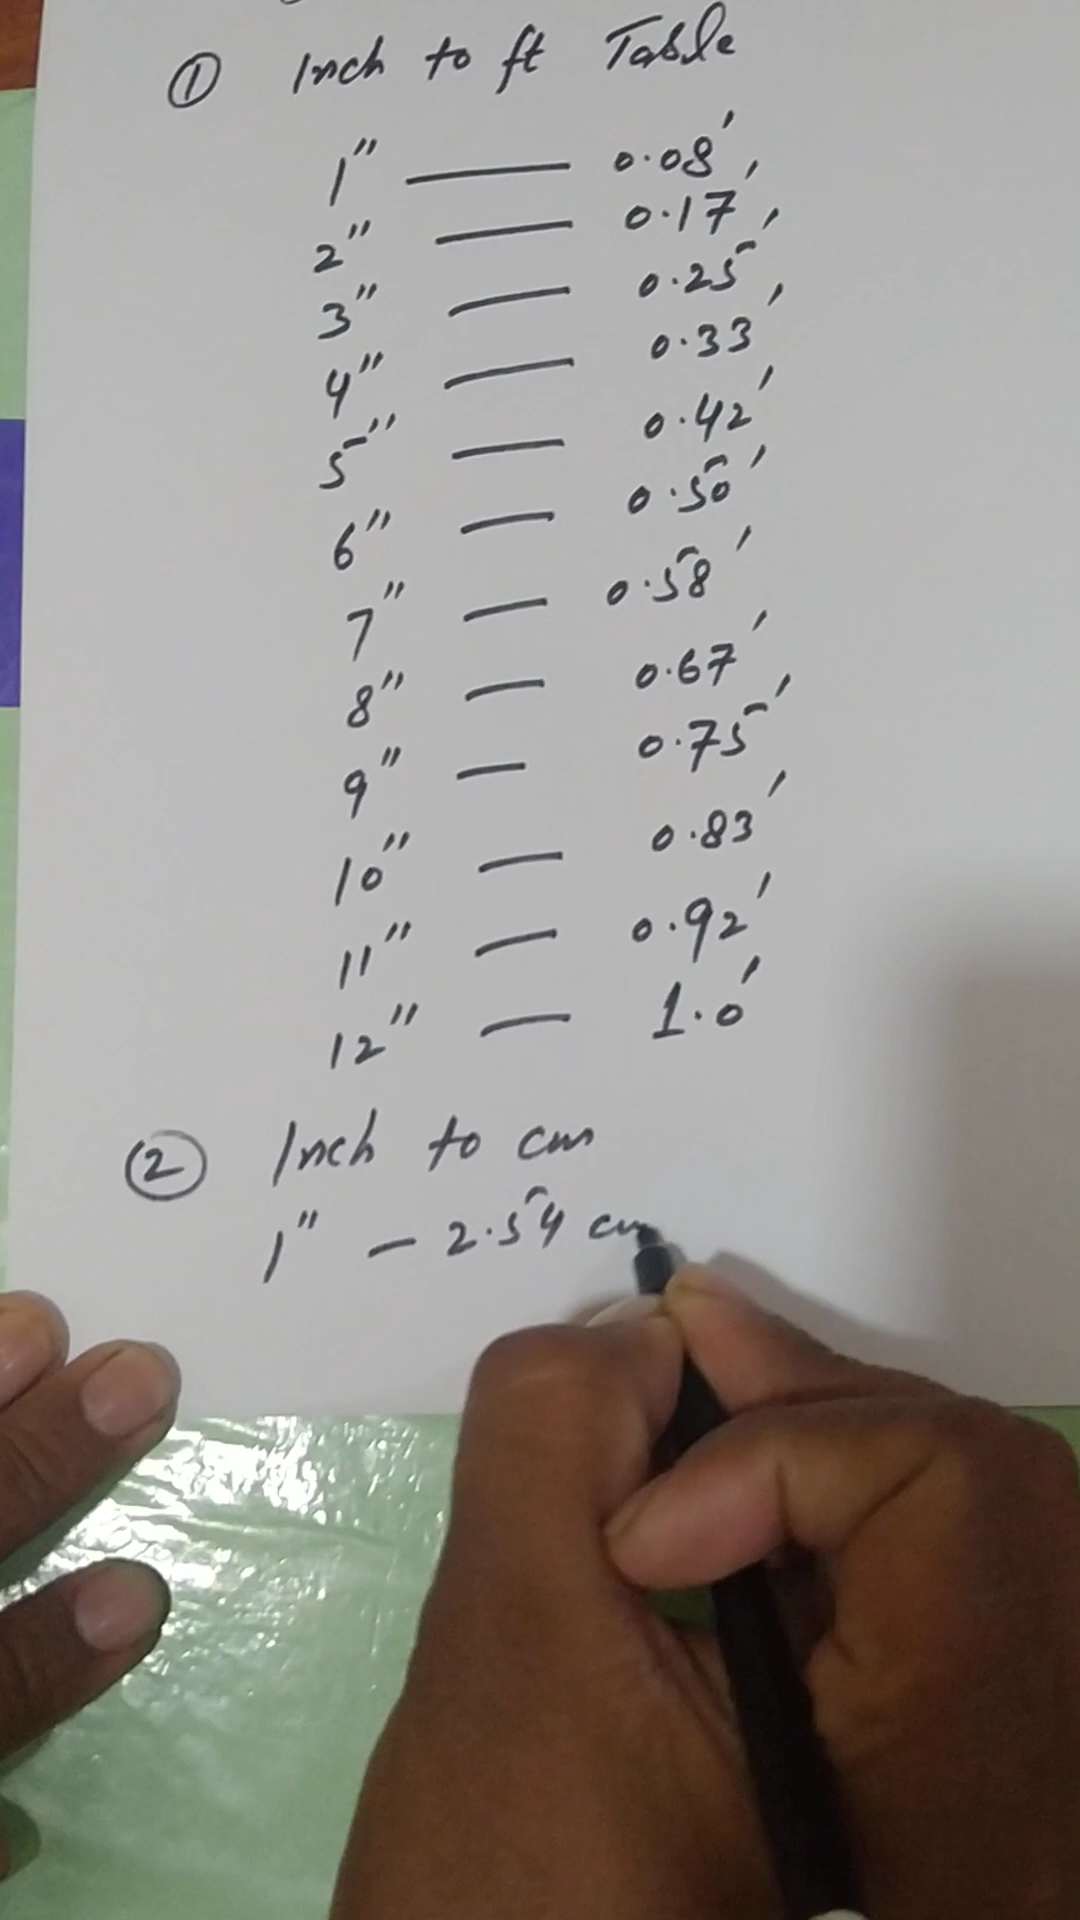 ① Inch to ft Table
1" — 0.08'
2" — 0.17'
3" — 0.25'
4" — 0.33'
5" — 0.42'
6" — 0.50'
7" — 0.58'
8" — 0.67'
9" — 0.75'
10" — 0.83'
11" — 0.92'
12" — 1.0'
② Inch to cm
1" — 2.54 cm